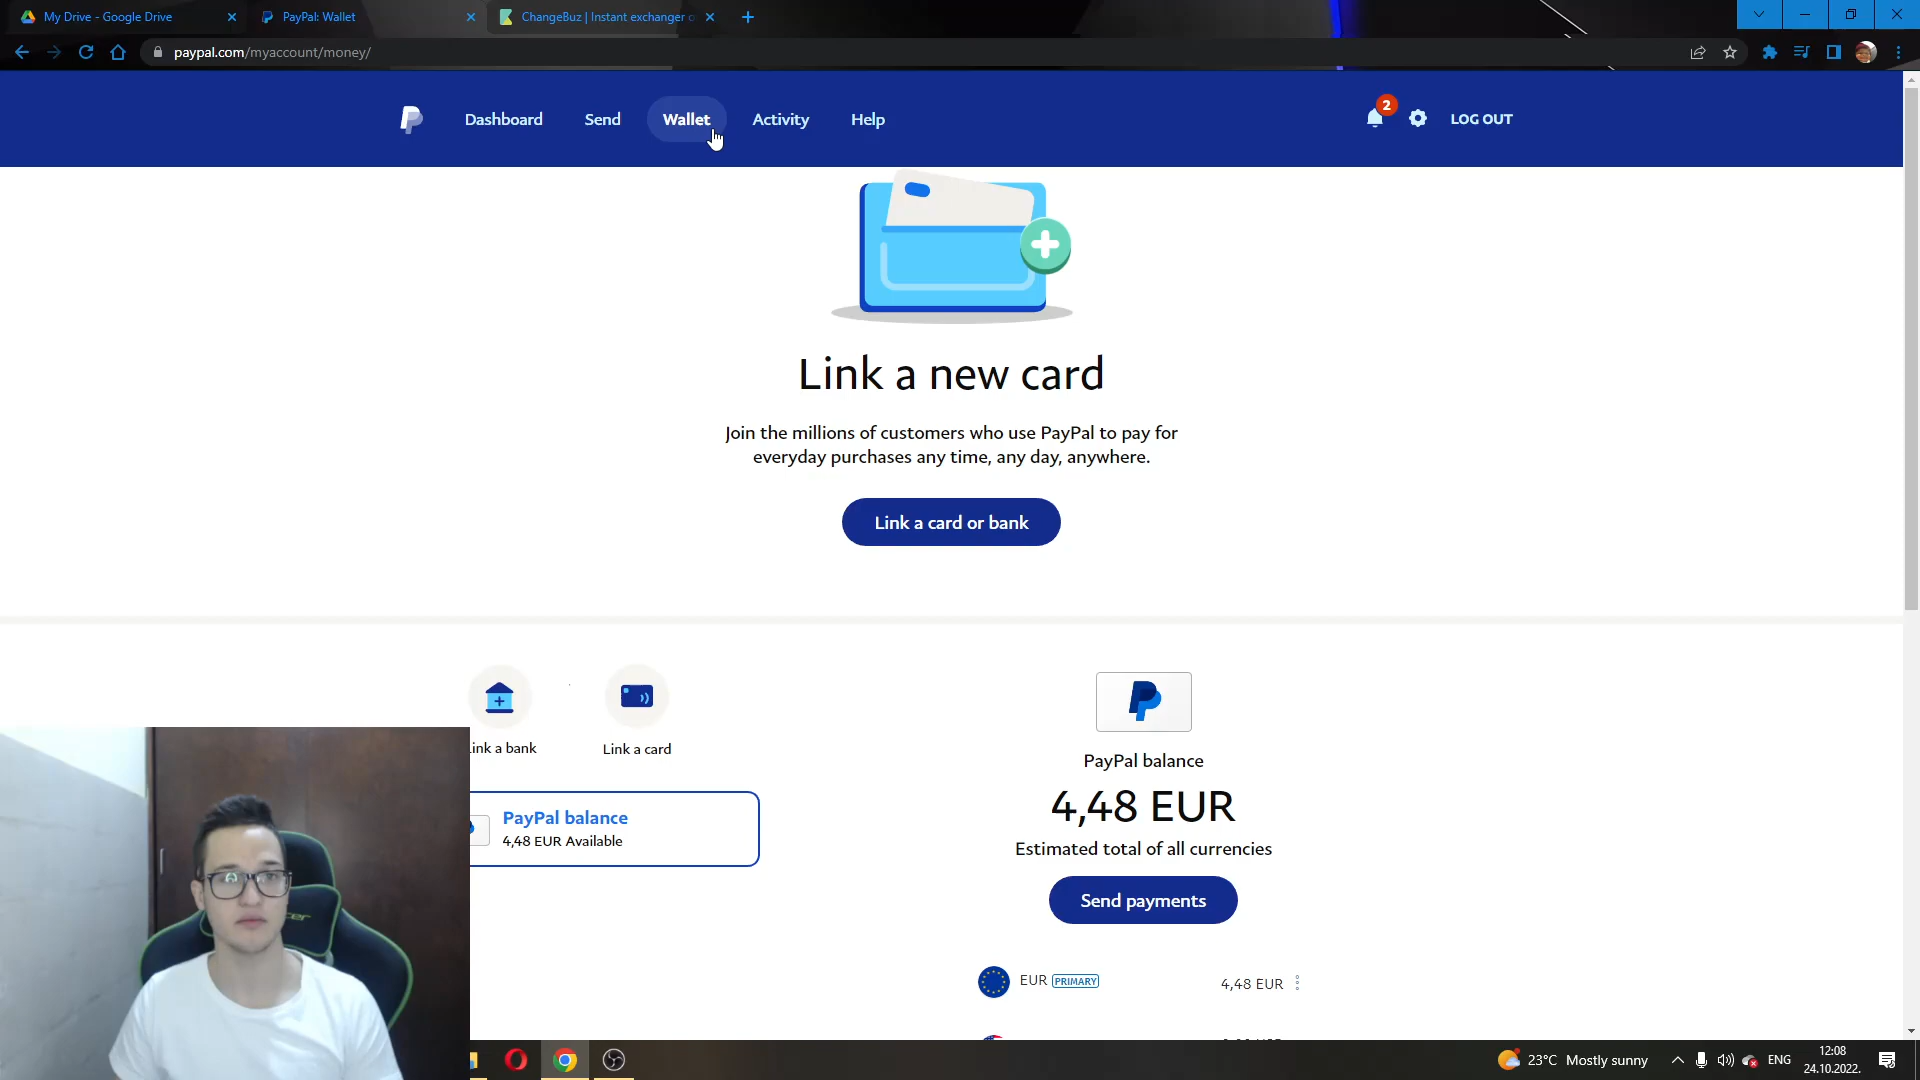 My Drive - Google Drive
PayPal: Wallet
ChangeBuz | Instant exchanger o
paypal.com/myaccount/money/
Dashboard
Send
Wallet
Activity
Help
2
LOG OUT
Link a new card
Join the millions of customers who use PayPal to pay for
everyday purchases any time, any day, anywhere.
Link a card or bank
ink a bank
Link a card
PayPal balance
4,48 EUR Available
PayPal balance
4,48 EUR
Estimated total of all currencies
Send payments
EUR PRIMARY
4,48 EUR
23°C Mostly sunny
ENG
12:08
24.10.2022.